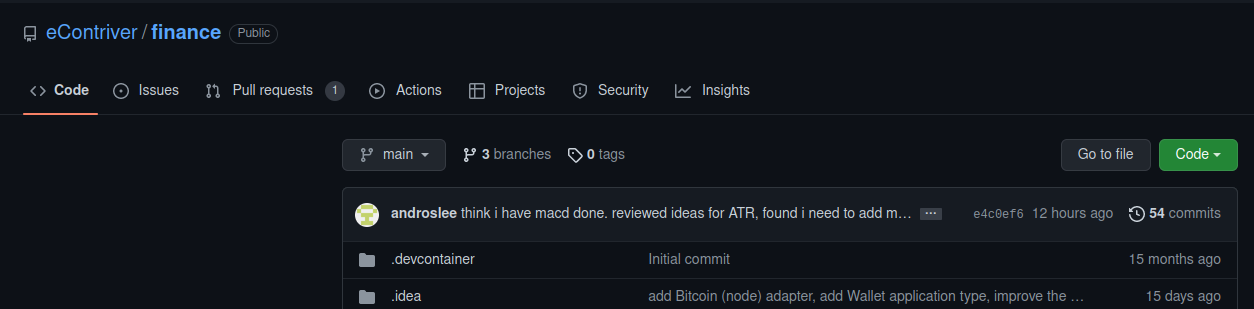 eContriver / finance Public
Code Issues Pull requests 1 Actions Projects Security Insights
main 3 branches 0 tags Go to file Code
androslee think i have macd done. reviewed ideas for ATR, found i need to add m... ... e4c0ef6 12 hours ago 54 commits
.devcontainer Initial commit 15 months ago
.idea add Bitcoin (node) adapter, add Wallet application type, improve the ... 15 days ago